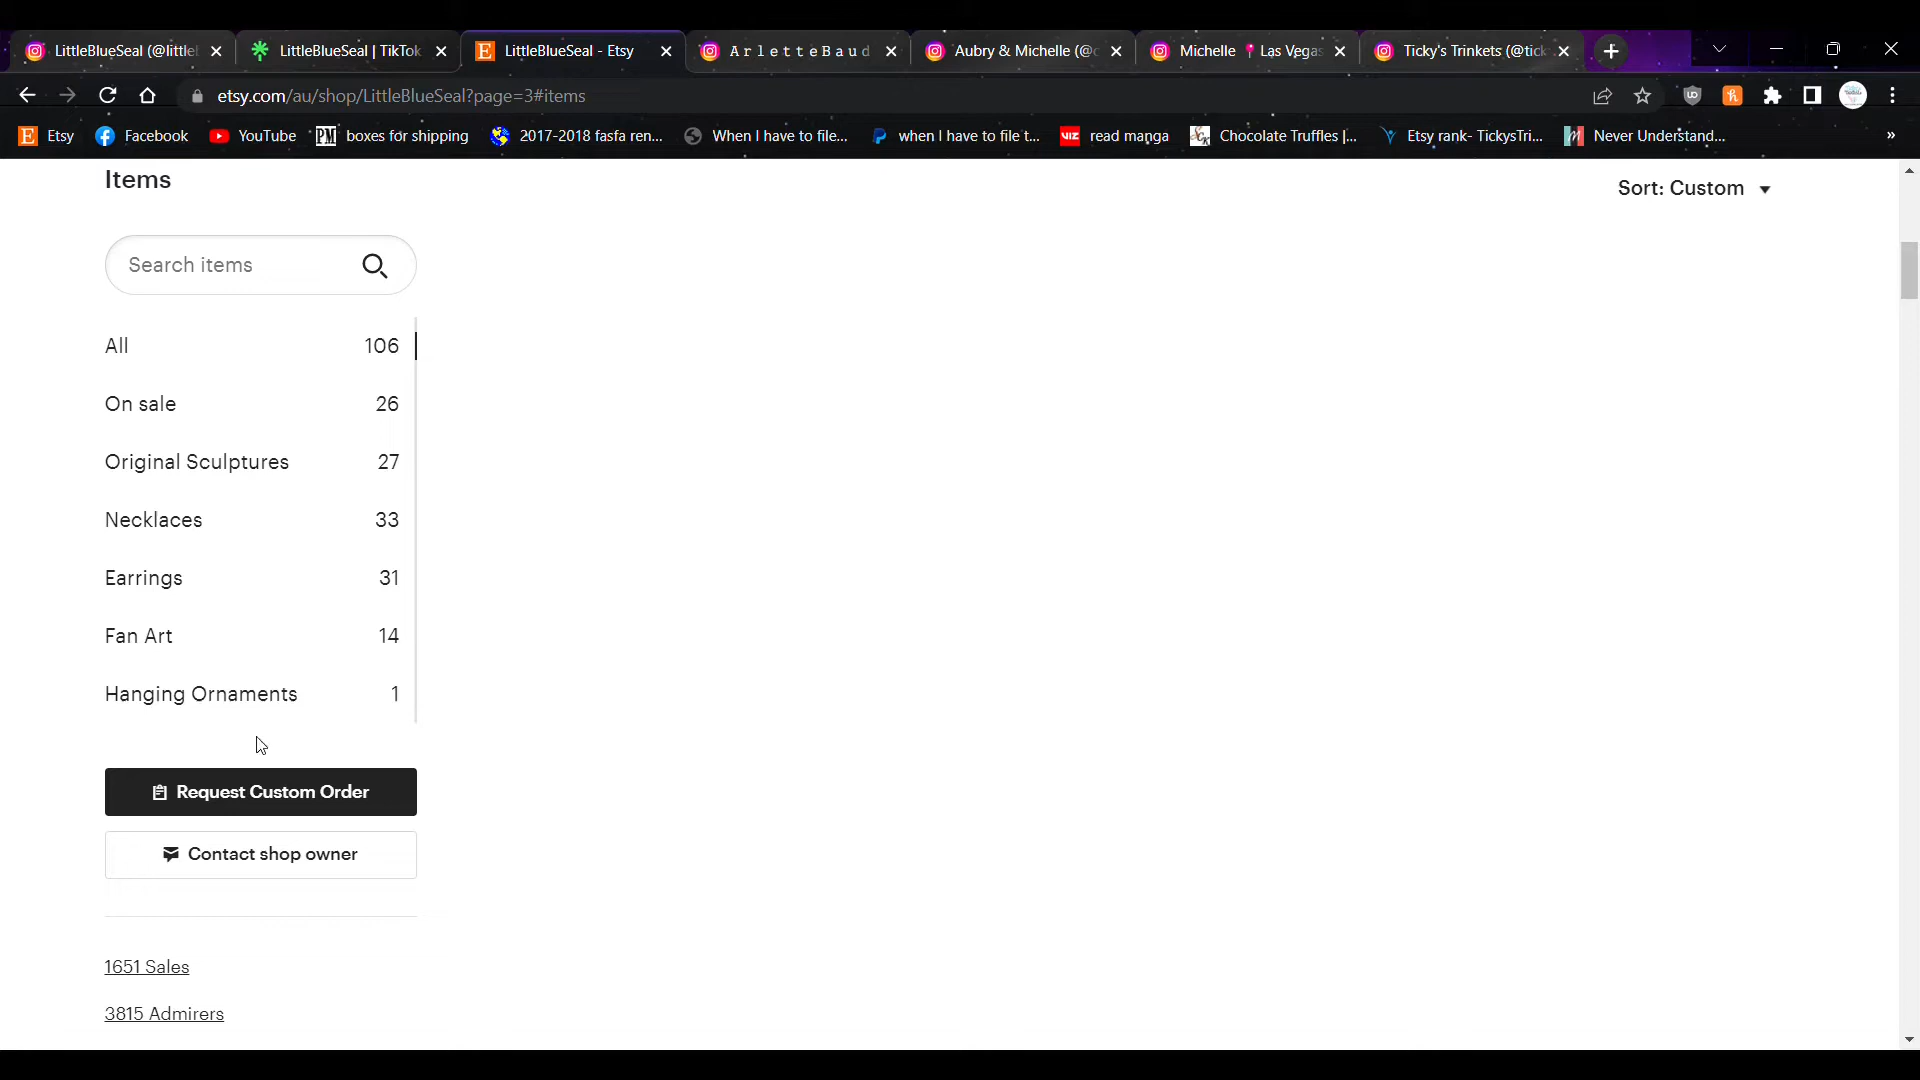 LittleBlueSeal (@little
LittleBlueSeal | TikTok
LittleBlueSeal - Etsy
ArletteBaud
Aubry & Michelle (@c
Michelle 📍 Las Vegas
Ticky's Trinkets (@tick
etsy.com/au/shop/LittleBlueSeal?page=3#items
Etsy
Facebook
YouTube
PM boxes for shipping
2017-2018 fasfa ren...
When I have to file...
when I have to file t...
VIZ read manga
Chocolate Truffles |...
Etsy rank- TickysTri...
Never Understand...
»
Items
Sort: Custom
Search items
All 106
On sale 26
Original Sculptures 27
Necklaces 33
Earrings 31
Fan Art 14
Hanging Ornaments 1
Request Custom Order
Contact shop owner
1651 Sales
3815 Admirers